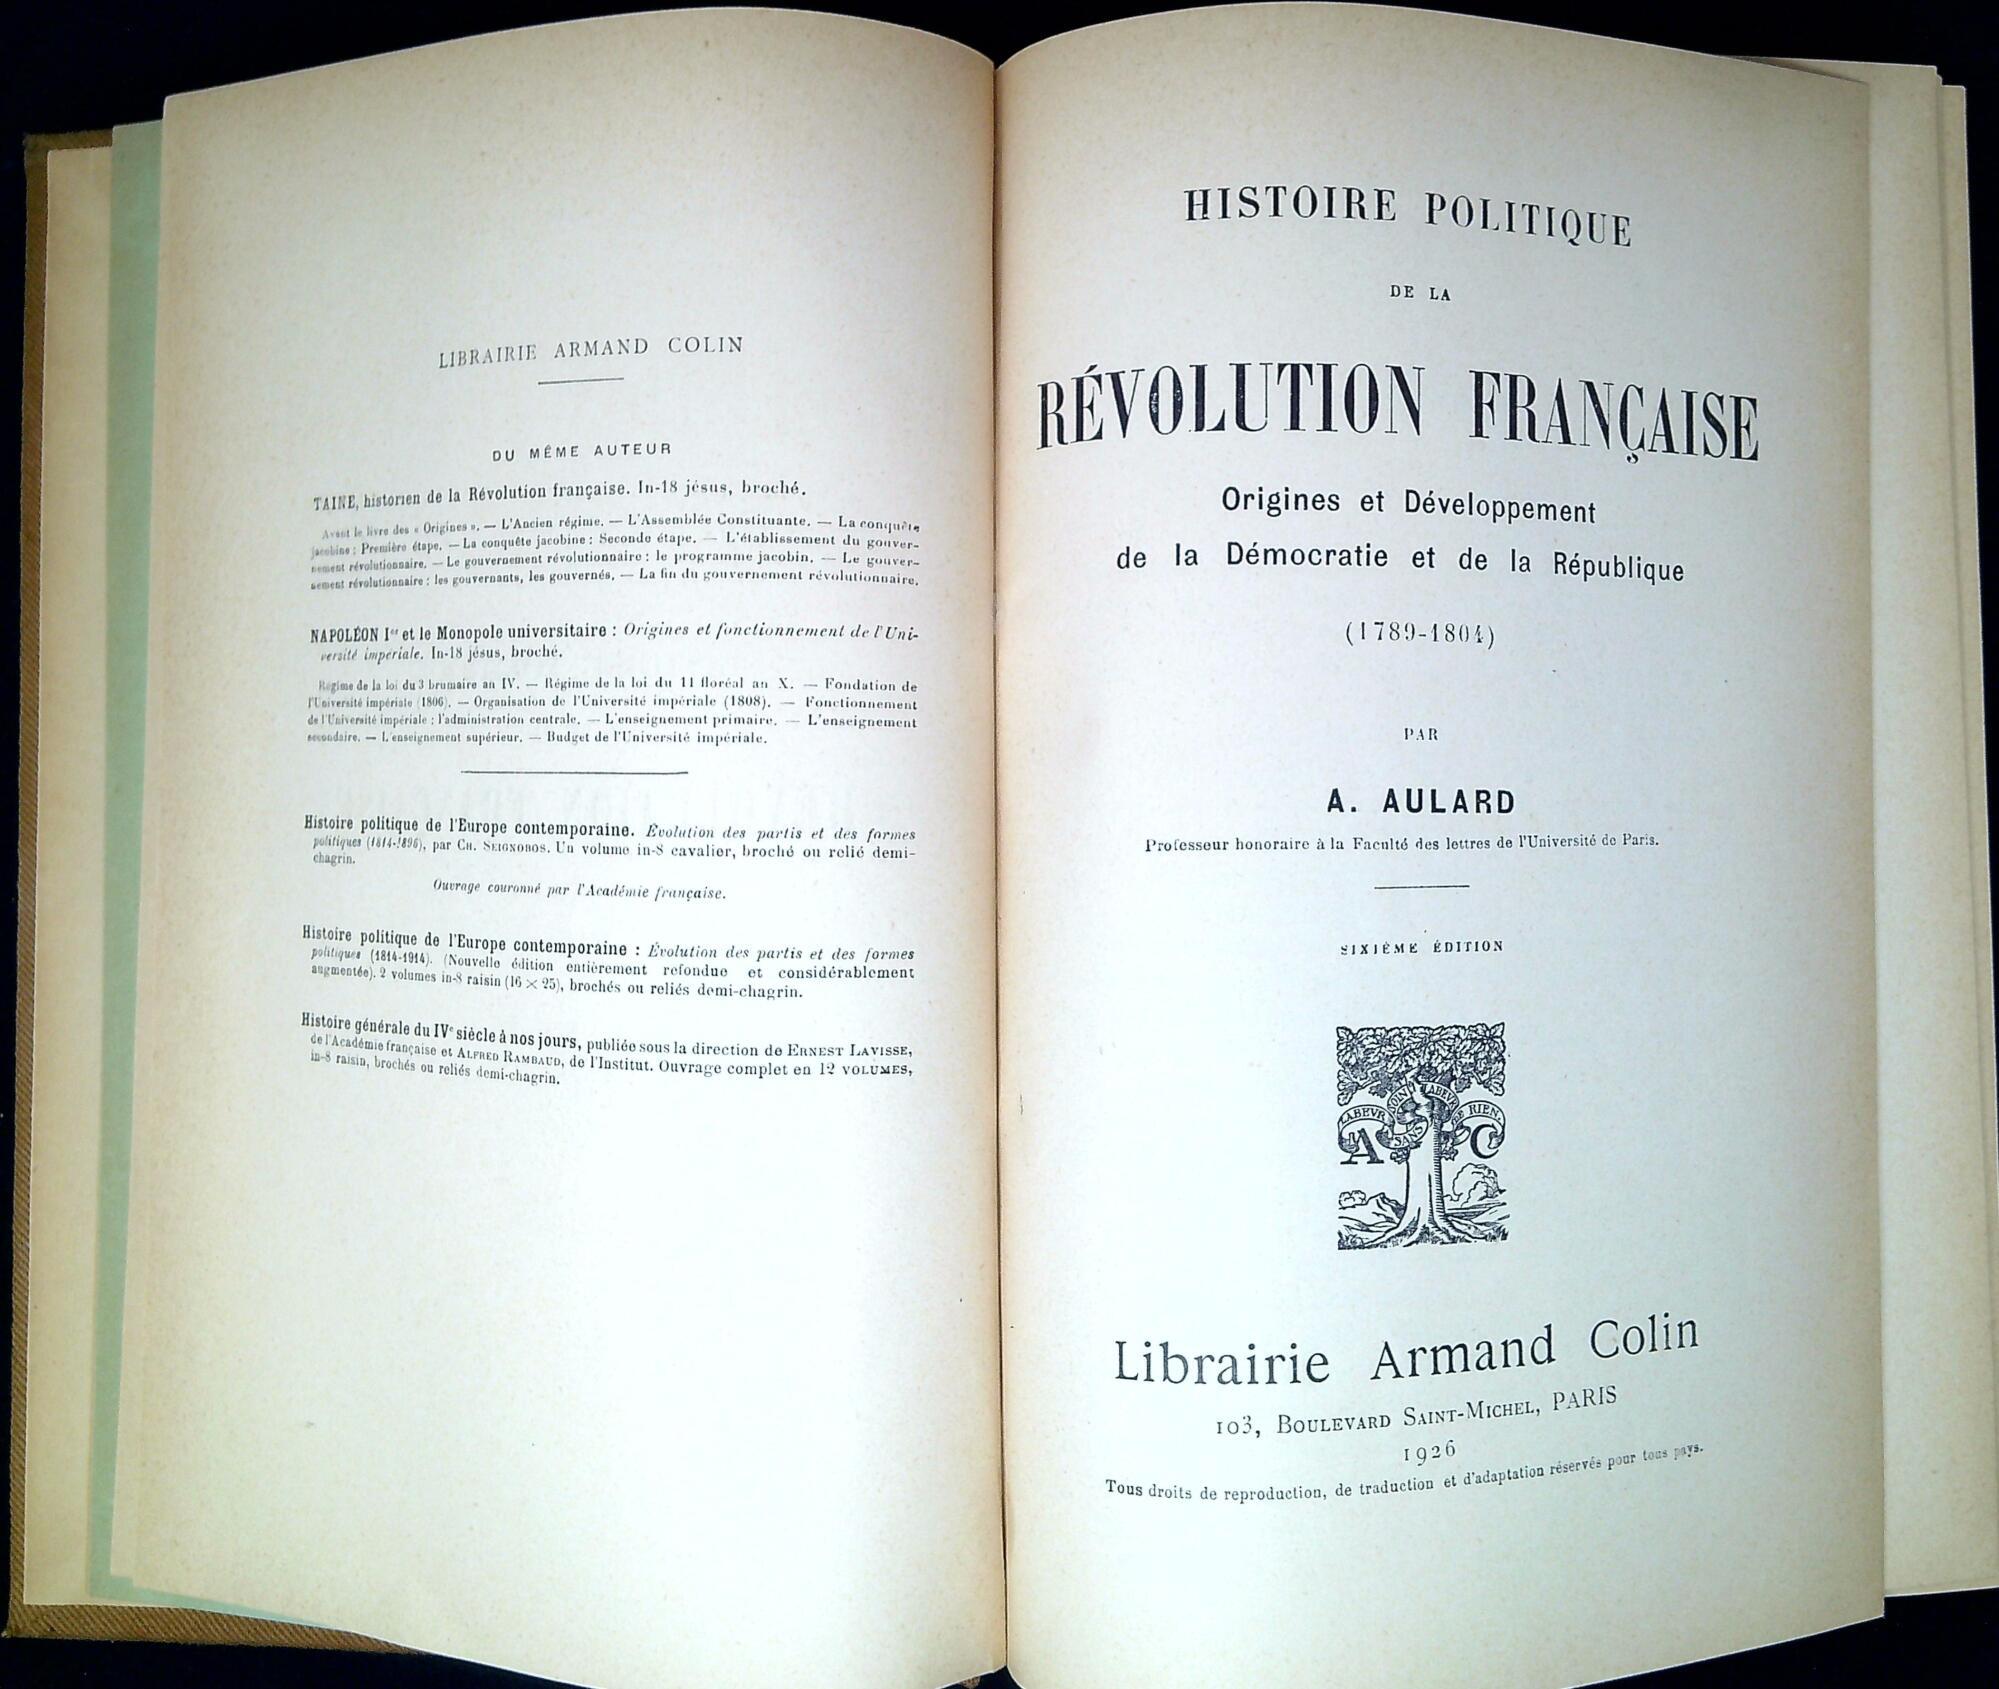 LIBRAIRIE ARMAND COLIN
DU MÊME AUTEUR
TAINE, historien de la Révolution française. In-18 jésus, broché.
Avant le livre des « Origines ». — L'Ancien régime. — L'Assemblée Constituante. — La conquête
jacobine : Première étape. — La conquête jacobine : Seconde étape. — L'établissement du gouver-
nement révolutionnaire. — Le gouvernement révolutionnaire : le programme jacobin. — Le gouver-
nement révolutionnaire : les gouvernants, les gouvernés. — La fin du gouvernement révolutionnaire.
NAPOLÉON Ier et le Monopole universitaire : Origines et fonctionnement de l'Uni-
versité impériale. In-18 jésus, broché.
Régime de la loi du 3 brumaire an IV. — Régime de la loi du 11 floréal an X. — Fondation de
l'Université impériale (1806). — Organisation de l'Université impériale (1808). — Fonctionnement
de l'Université impériale : l'administration centrale. — L'enseignement primaire. — L'enseignement
secondaire. — L'enseignement supérieur. — Budget de l'Université impériale.
Histoire politique de l'Europe contemporaine. Évolution des partis et des formes
politiques (1814-1896), par CH. SEIGNOBOS. Un volume in-8 cavalier, broché ou relié demi-
chagrin.
Ouvrage couronné par l'Académie française.
Histoire politique de l'Europe contemporaine : Évolution des partis et des formes
politiques (1814-1914). (Nouvelle édition entièrement refondue et considérablement
augmentée). 2 volumes in-8 raisin (16 × 25), brochés ou reliés demi-chagrin.
Histoire générale du IVe siècle à nos jours, publiée sous la direction de ERNEST LAVISSE,
de l'Académie française et ALFRED RAMBAUD, de l'Institut. Ouvrage complet en 12 VOLUMES,
in-8 raisin, brochés ou reliés demi-chagrin.
HISTOIRE POLITIQUE
DE LA
RÉVOLUTION FRANÇAISE
Origines et Développement
de la Démocratie et de la République
(1789-1804)
PAR
A. AULARD
Professeur honoraire à la Faculté des lettres de l'Université de Paris.
SIXIÈME ÉDITION
LABEVR SANS SOIN LABEVR DE RIEN.
A C
Librairie Armand Colin
103, BOULEVARD SAINT-MICHEL, PARIS
1926
Tous droits de reproduction, de traduction et d'adaptation réservés pour tous pays.